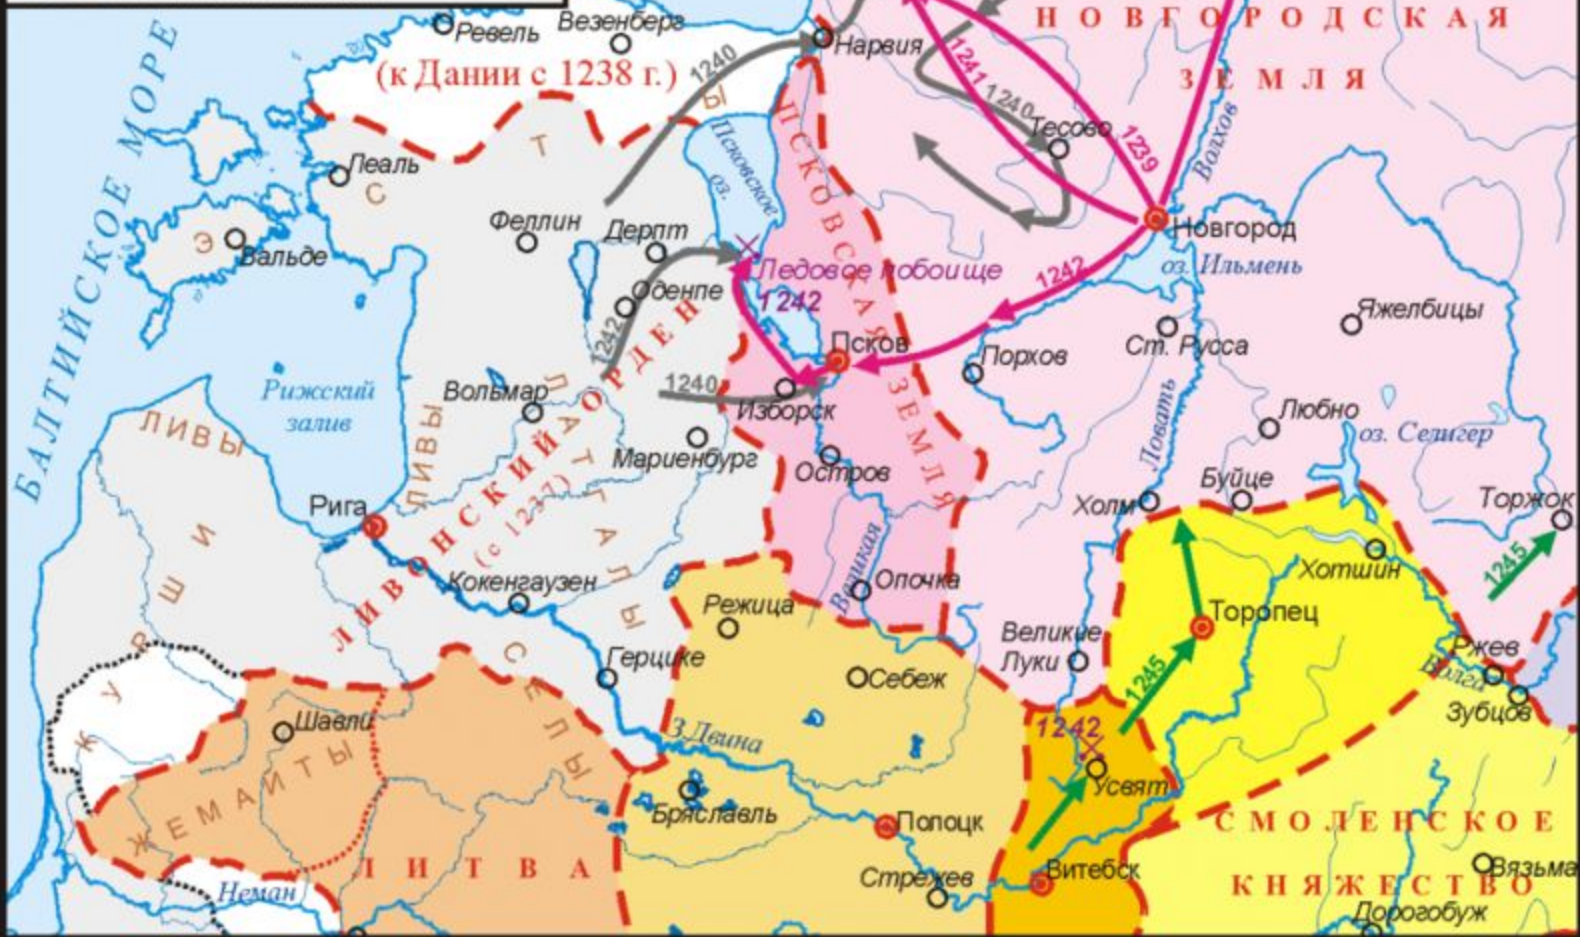 БАЛТИЙСКОЕ МОРЕ
Ревель
Везенберг
(к Дании с 1238 г.)
1240
Нарвия
НОВГОРОДСКАЯ
ЗЕМЛЯ
1241
1240
Тесово
1239
Волхов
Леаль
Э С Т Ы
Псковское
оз.
ПСКОВСКАЯ ЗЕМЛЯ
Вальде
Феллин
Дерпт
Новгород
оз. Ильмень
Ледовое побоище
1242
1242
Оденпе
1242
Псков
Порхов
Ст. Русса
Яжелбицы
Рижский
залив
Вольмар
1240
Изборск
ЛИВЫ
ЛИВЫ
ЛАТГАЛЫ
ЛИВОНСКИЙ ОРДЕН
(с 1237)
Мариенбург
Остров
Ловать
Любно
оз. Селигер
Рига
Холм
Буйце
Торжок
КУРШИ
Кокенгаузен
Великая
Опочка
Хотшин
1245
Режица
Торопец
Великие
Луки
Герцике
СЕЛЫ
Себеж
1245
Ржев
Волга
Зубцов
Шавли
ЖЕМАЙТЫ
З.Двина
1242
Усвят
Бряславль
Полоцк
СМОЛЕНСКОЕ
КНЯЖЕСТВО
ЛИТВА
Неман
Стрежев
Витебск
Вязьма
Дорогобуж